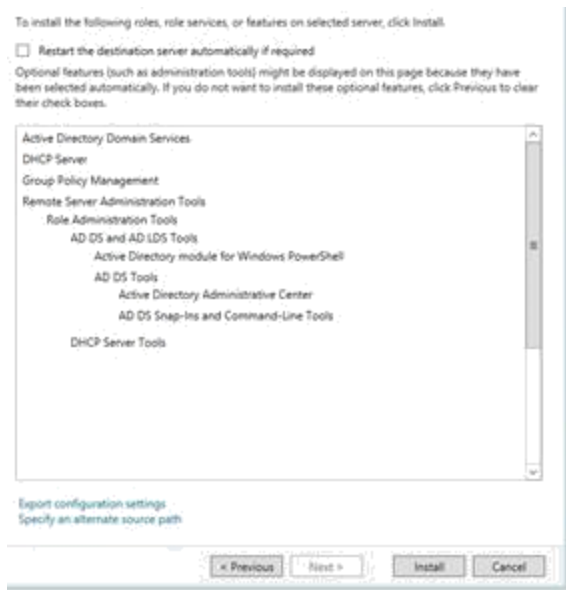 To install the following roles, role services, or features on selected server, click Install.
Restart the destination server automatically if required
Optional features (such as administration tools) might be displayed on this page because they have
been selected automatically. If you do not want to install these optional features, click Previous to clear
their check boxes.
Active Directory Domain Services
DHCP Server
Group Policy Management
Remote Server Administration Tools
Role Administration Tools
AD DS and AD LDS Tools
Active Directory module for Windows PowerShell
AD DS Tools
Active Directory Administrative Center
AD DS Snap-Ins and Command-Line Tools
DHCP Server Tools
Export configuration settings
Specify an alternate source path
< Previous Next > Install Cancel